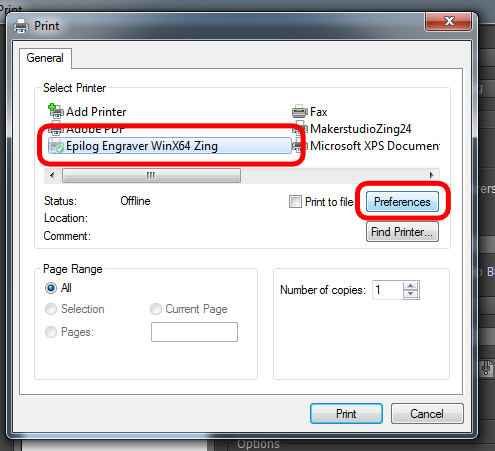 Print
General
Select Printer
Add Printer
Fax
Adobe PDF
MakerstudioZing24
Epilog Engraver WinX64 Zing
Microsoft XPS Document
Status: Offline
Print to file
Preferences
Location:
Comment:
Find Printer...
Page Range
All
Number of copies: 1
Selection
Current Page
Pages:
Print
Cancel
Options